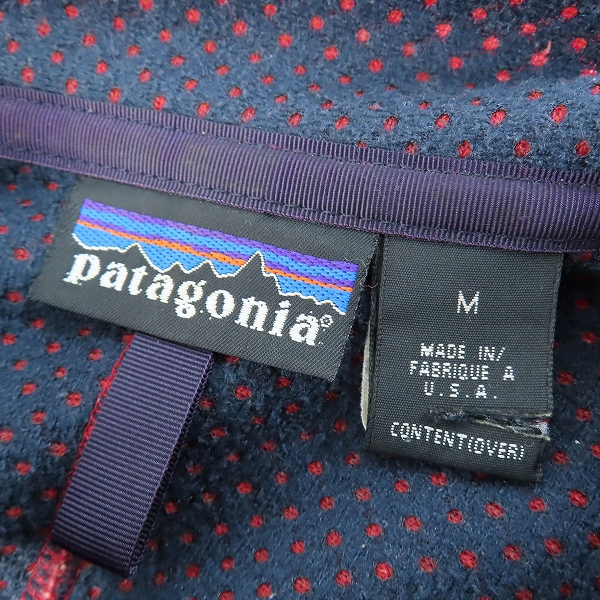 patagonia®
M
MADE IN/
FABRIQUE A
U.S.A.
CONTENT(OVER)